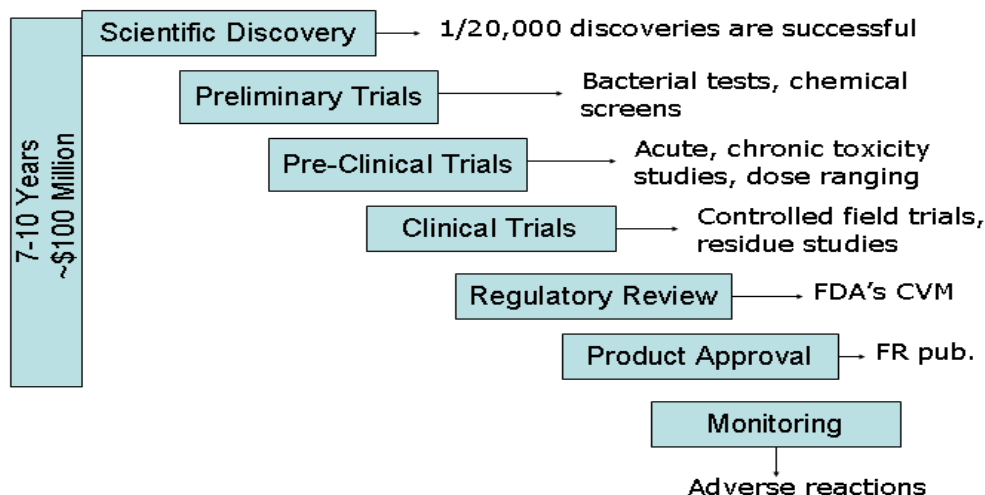 7-10 Years
~$100 Million
Scientific Discovery
1/20,000 discoveries are successful
Preliminary Trials
Bacterial tests, chemical
screens
Pre-Clinical Trials
Acute, chronic toxicity
studies, dose ranging
Clinical Trials
Controlled field trials,
residue studies
Regulatory Review
FDA's CVM
Product Approval
FR pub.
Monitoring
Adverse reactions